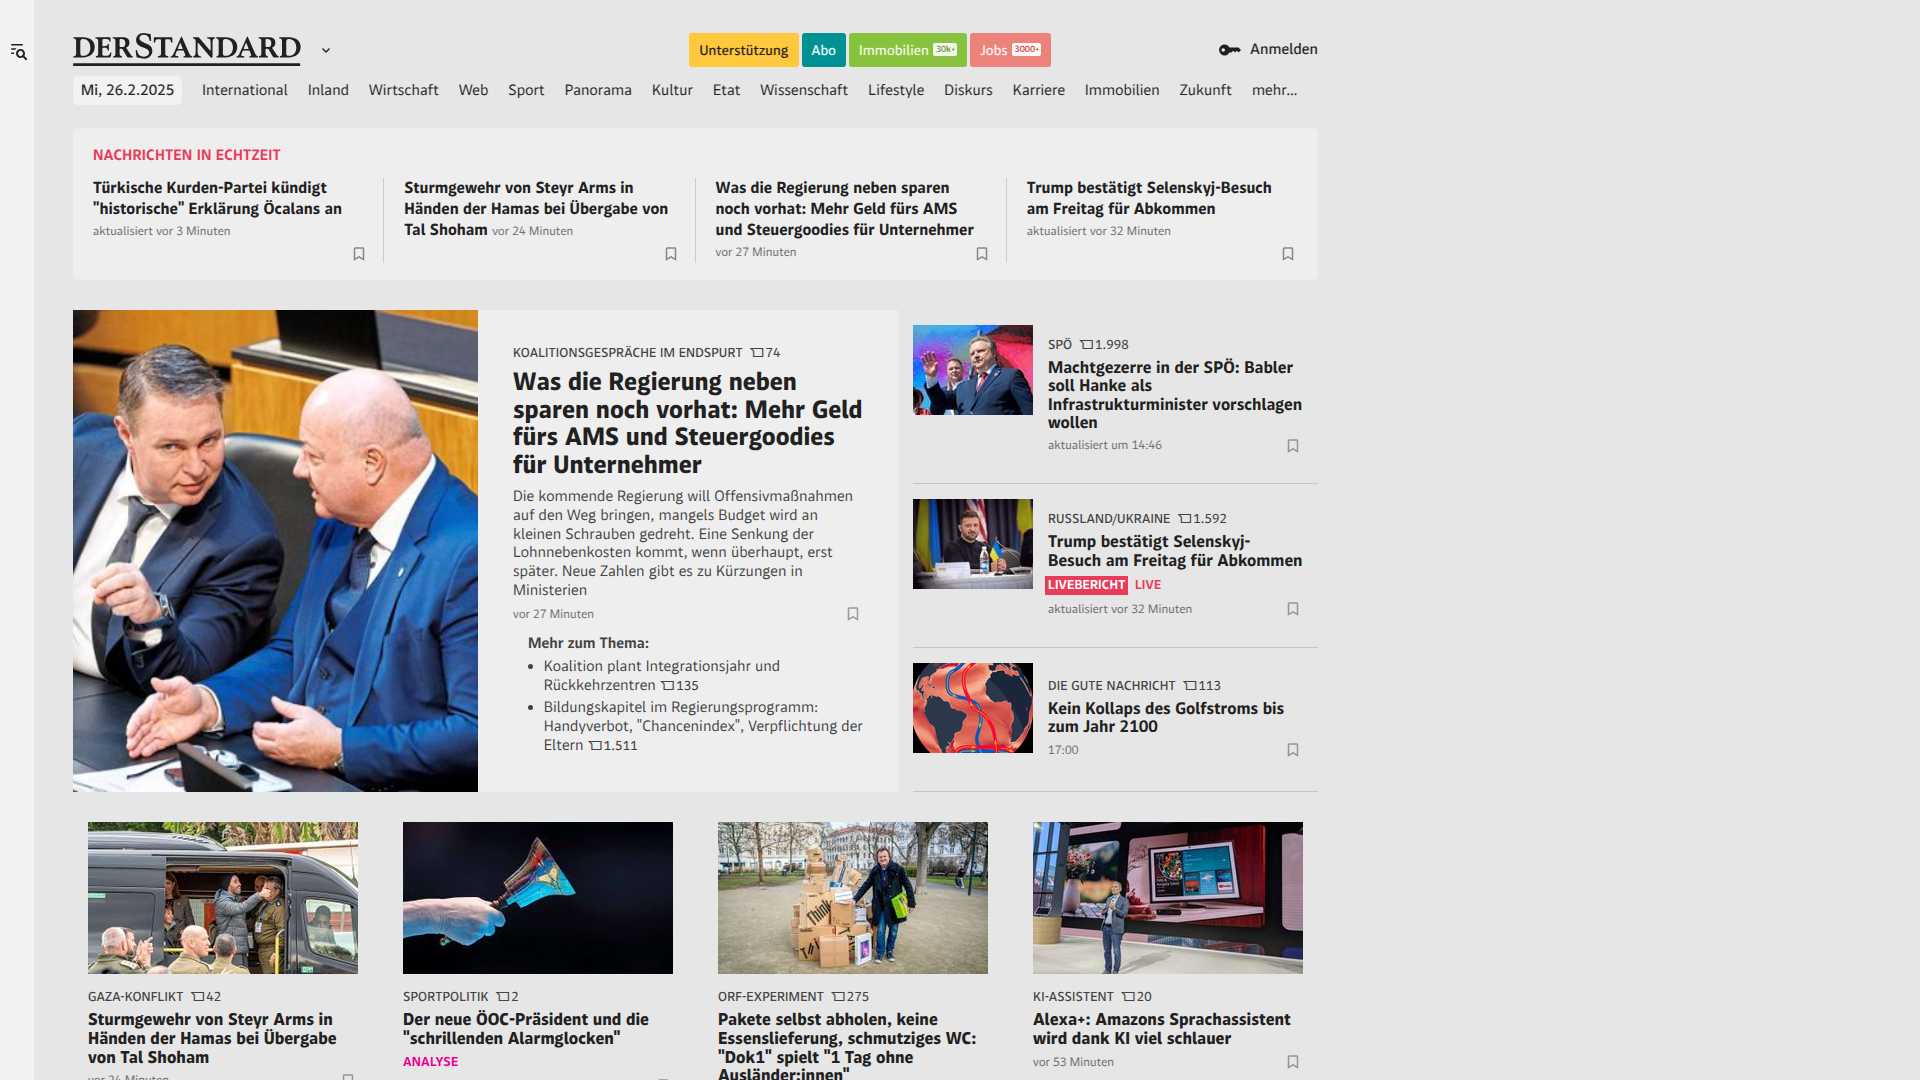 DERSTANDARD
Unterstützung
Abo
Immobilien 30k+
Jobs 3000+
Anmelden
Mi, 26.2.2025
International
Inland
Wirtschaft
Web
Sport
Panorama
Kultur
Etat
Wissenschaft
Lifestyle
Diskurs
Karriere
Immobilien
Zukunft
mehr...
NACHRICHTEN IN ECHTZEIT
Türkische Kurden-Partei kündigt
"historische" Erklärung Öcalans an
aktualisiert vor 3 Minuten
Sturmgewehr von Steyr Arms in
Händen der Hamas bei Übergabe von
Tal Shoham vor 24 Minuten
Was die Regierung neben sparen
noch vorhat: Mehr Geld fürs AMS
und Steuergoodies für Unternehmer
vor 27 Minuten
Trump bestätigt Selenskyj-Besuch
am Freitag für Abkommen
aktualisiert vor 32 Minuten
KOALITIONSGESPRÄCHE IM ENDSPURT 74
Was die Regierung neben
sparen noch vorhat: Mehr Geld
fürs AMS und Steuergoodies
für Unternehmer
Die kommende Regierung will Offensivmaßnahmen
auf den Weg bringen, mangels Budget wird an
kleinen Schrauben gedreht. Eine Senkung der
Lohnnebenkosten kommt, wenn überhaupt, erst
später. Neue Zahlen gibt es zu Kürzungen in
Ministerien
vor 27 Minuten
Mehr zum Thema:
• Koalition plant Integrationsjahr und
Rückkehrzentren 135
• Bildungskapitel im Regierungsprogramm:
Handyverbot, "Chancenindex", Verpflichtung der
Eltern 1.511
SPÖ 1.998
Machtgezerre in der SPÖ: Babler
soll Hanke als
Infrastrukturminister vorschlagen
wollen
aktualisiert um 14:46
RUSSLAND/UKRAINE 1.592
Trump bestätigt Selenskyj-
Besuch am Freitag für Abkommen
LIVEBERICHT LIVE
aktualisiert vor 32 Minuten
DIE GUTE NACHRICHT 113
Kein Kollaps des Golfstroms bis
zum Jahr 2100
17:00
GAZA-KONFLIKT 42
Sturmgewehr von Steyr Arms in
Händen der Hamas bei Übergabe
von Tal Shoham
vor 24 Minuten
SPORTPOLITIK 2
Der neue ÖOC-Präsident und die
"schrillenden Alarmglocken"
ANALYSE
Think
ORF-EXPERIMENT 275
Pakete selbst abholen, keine
Essenslieferung, schmutziges WC:
"Dok1" spielt "1 Tag ohne
Ausländer:innen"
KI-ASSISTENT 20
Alexa+: Amazons Sprachassistent
wird dank KI viel schlauer
vor 53 Minuten